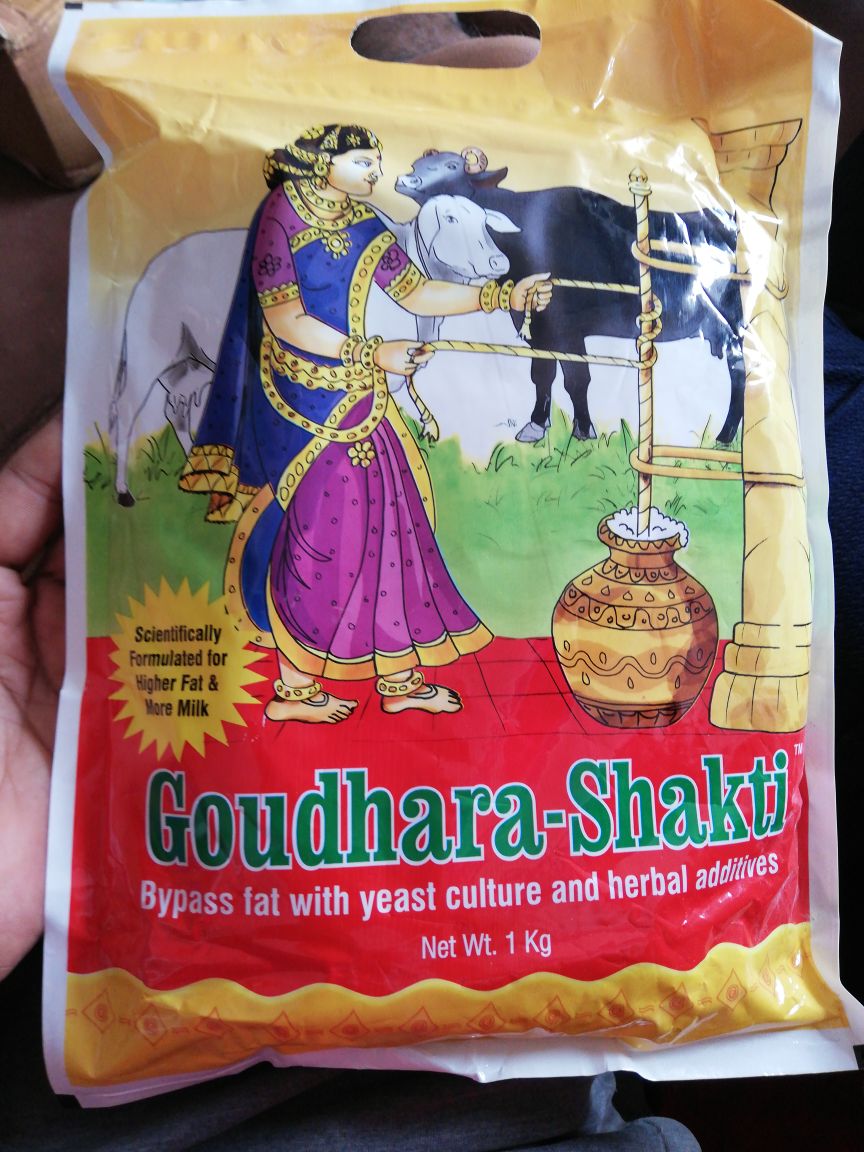 Scientifically
Formulated for
Higher Fat &
More Milk
Goudhara-Shakti™
Bypass fat with yeast culture and herbal additives
Net Wt. 1 Kg